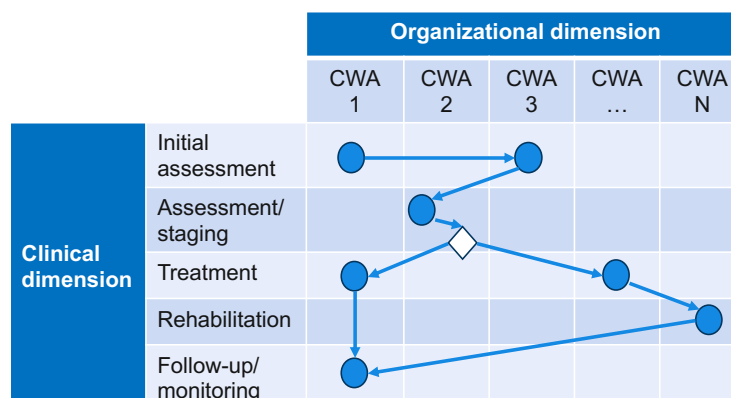 Organizational dimension
CWA CWA CWA CWA CWA
1 2 3 … N
Clinical
dimension
Initial
assessment
Assessment/
staging
Treatment
Rehabilitation
Follow-up/
monitoring